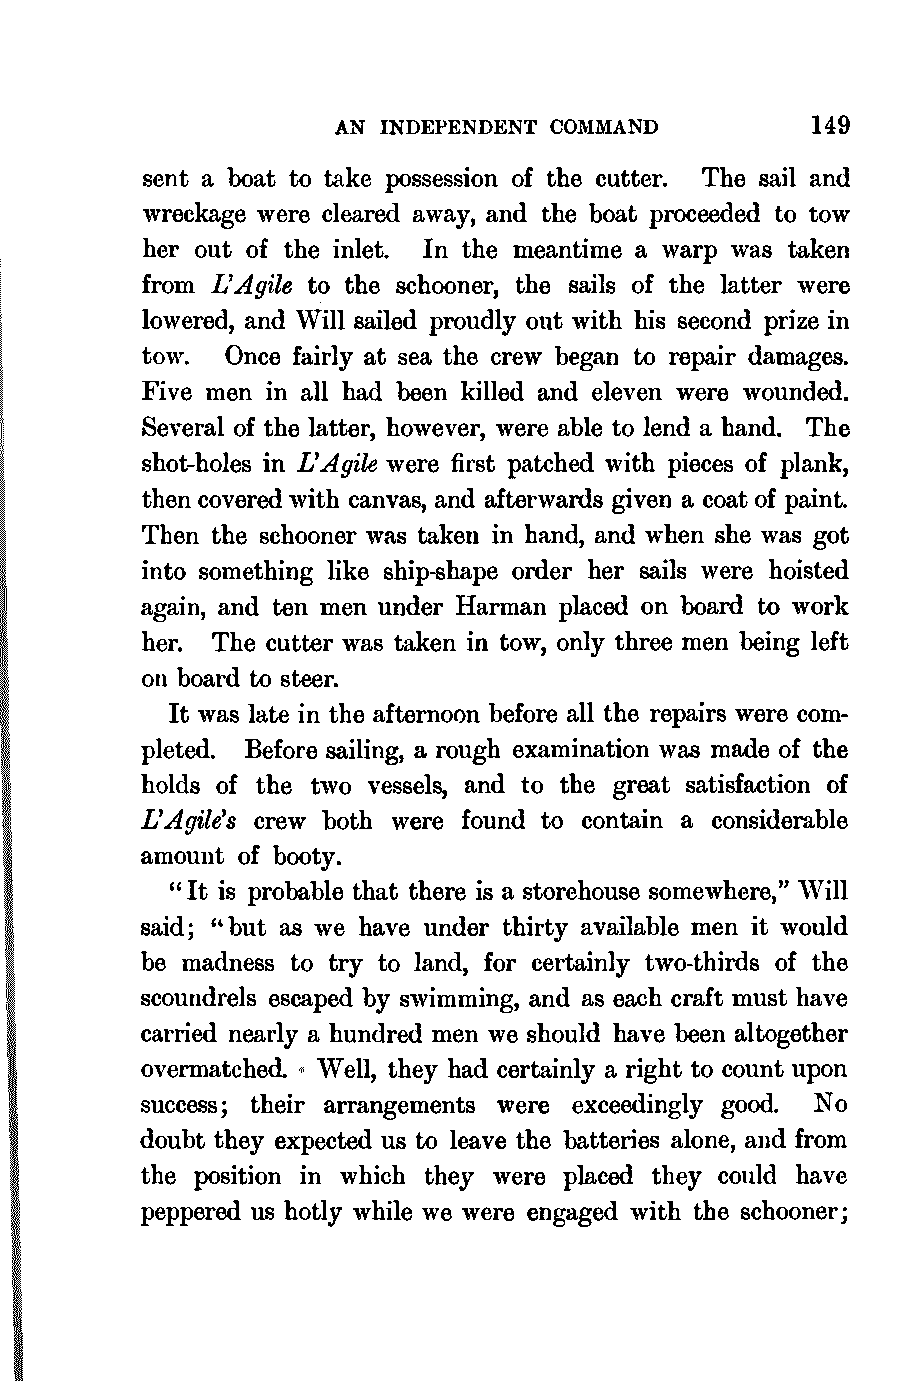 AN INDEPENDENT COMMAND 149
sent a boat to take possession of the cutter. The sail and
wreckage were cleared away, and the boat proceeded to tow
her out of the inlet. In the meantime a warp was taken
from L'Agile to the schooner, the sails of the latter were
lowered, and Will sailed proudly out with his second prize in
tow. Once fairly at sea the crew began to repair damages.
Five men in all had been killed and eleven were wounded.
Several of the latter, however, were able to lend a hand. The
shot-holes in L'Agile were first patched with pieces of plank,
then covered with canvas, and afterwards given a coat of paint.
Then the schooner was taken in hand, and when she was got
into something like ship-shape order her sails were hoisted
again, and ten men under Harman placed on board to work
her. The cutter was taken in tow, only three men being left
on board to steer.
It was late in the afternoon before all the repairs were com-
pleted. Before sailing, a rough examination was made of the
holds of the two vessels, and to the great satisfaction of
L'Agile's crew both were found to contain a considerable
amount of booty.
"It is probable that there is a storehouse somewhere," Will
said; "but as we have under thirty available men it would
be madness to try to land, for certainly two-thirds of the
scoundrels escaped by swimming, and as each craft must have
carried nearly a hundred men we should have been altogether
overmatched. Well, they had certainly a right to count upon
success; their arrangements were exceedingly good. No
doubt they expected us to leave the batteries alone, and from
the position in which they were placed they could have
peppered us hotly while we were engaged with the schooner;